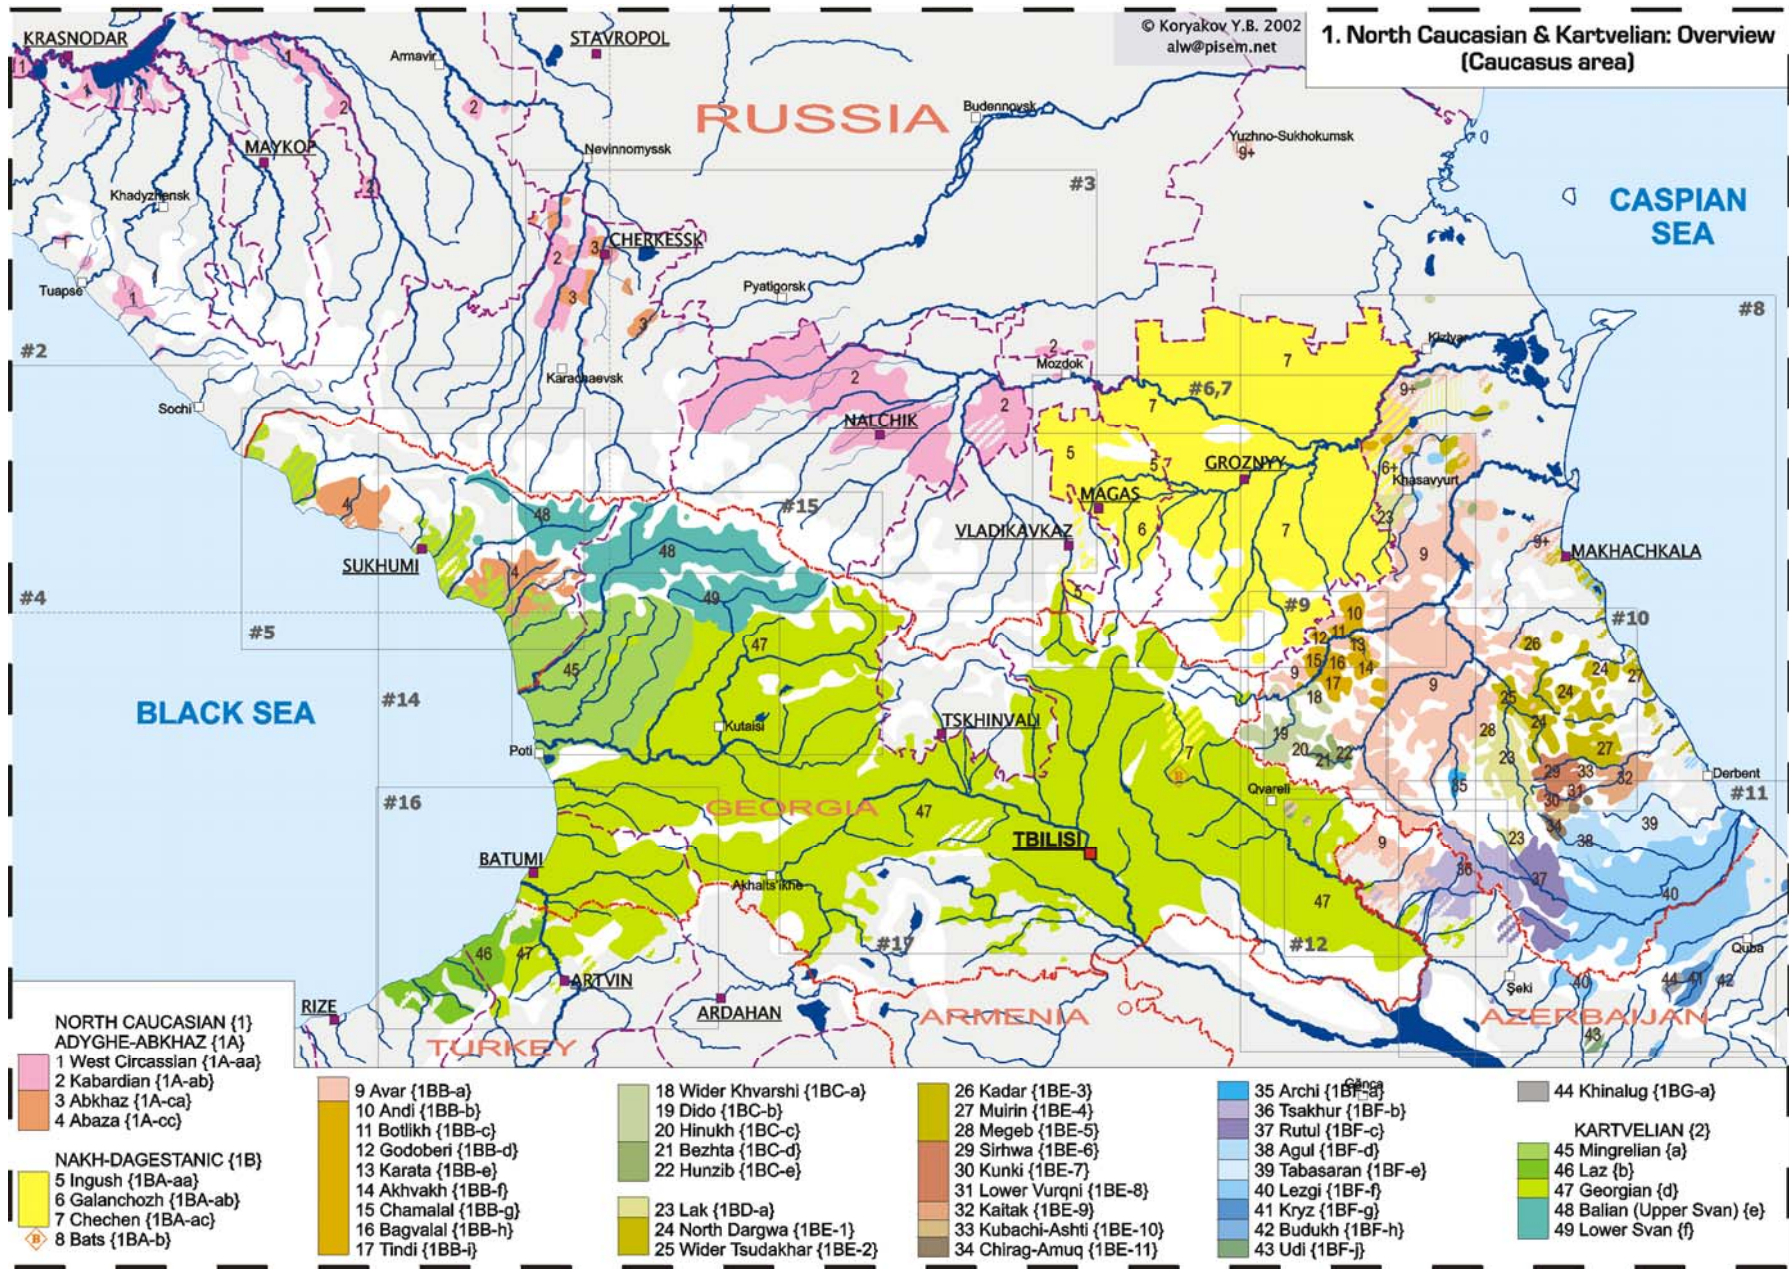 © Koryakov Y.B. 2002
alw@pisem.net
1. North Caucasian & Kartvelian: Overview
(Caucasus area)
KRASNODAR
STAVROPOL
Armavir
RUSSIA
Budennovsk
Yuzhno-Sukhokumsk
9+
MAYKOP
Nevinnomyssk
Khadyzhensk
#3
CASPIAN
SEA
CHERKESSK
Tuapse
Pyatigorsk
#8
#2
Kizlyar
Mozdok
Karachaevsk
#6,7
9+
Sochi
NALCHIK
GROZNYY
6+
Khasavyurt
MAGAS
#15
VLADIKAVKAZ
9+
MAKHACHKALA
SUKHUMI
#4
#5
#9
#10
BLACK SEA
#14
Kutaisi
TSKHINVALI
Poti
B
Derbent
Qvareli
#11
#16
GEORGIA
TBILISI
BATUMI
Akhalts'ikhe
#17
#12
Quba
ARTVIN
Şeki
RIZE
ARDAHAN
ARMENIA
AZERBAIJAN
TURKEY
Gänca
NORTH CAUCASIAN {1}
ADYGHE-ABKHAZ {1A}
1 West Circassian {1A-aa}
2 Kabardian {1A-ab}
3 Abkhaz {1A-ca}
4 Abaza {1A-cc}
NAKH-DAGESTANIC {1B}
5 Ingush {1BA-aa}
6 Galanchozh {1BA-ab}
7 Chechen {1BA-ac}
B 8 Bats {1BA-b}
9 Avar {1BB-a}
10 Andi {1BB-b}
11 Botlikh {1BB-c}
12 Godoberi {1BB-d}
13 Karata {1BB-e}
14 Akhvakh {1BB-f}
15 Chamalal {1BB-g}
16 Bagvalal {1BB-h}
17 Tindi {1BB-i}
18 Wider Khvarshi {1BC-a}
19 Dido {1BC-b}
20 Hinukh {1BC-c}
21 Bezhta {1BC-d}
22 Hunzib {1BC-e}
23 Lak {1BD-a}
24 North Dargwa {1BE-1}
25 Wider Tsudakhar {1BE-2}
26 Kadar {1BE-3}
27 Muirin {1BE-4}
28 Megeb {1BE-5}
29 Sirhwa {1BE-6}
30 Kunki {1BE-7}
31 Lower Vurqni {1BE-8}
32 Kaitak {1BE-9}
33 Kubachi-Ashti {1BE-10}
34 Chirag-Amuq {1BE-11}
35 Archi {1BF-a}
36 Tsakhur {1BF-b}
37 Rutul {1BF-c}
38 Agul {1BF-d}
39 Tabasaran {1BF-e}
40 Lezgi {1BF-f}
41 Kryz {1BF-g}
42 Budukh {1BF-h}
43 Udi {1BF-j}
44 Khinalug {1BG-a}
KARTVELIAN {2}
45 Mingrelian {a}
46 Laz {b}
47 Georgian {d}
48 Balian (Upper Svan) {e}
49 Lower Svan {f}